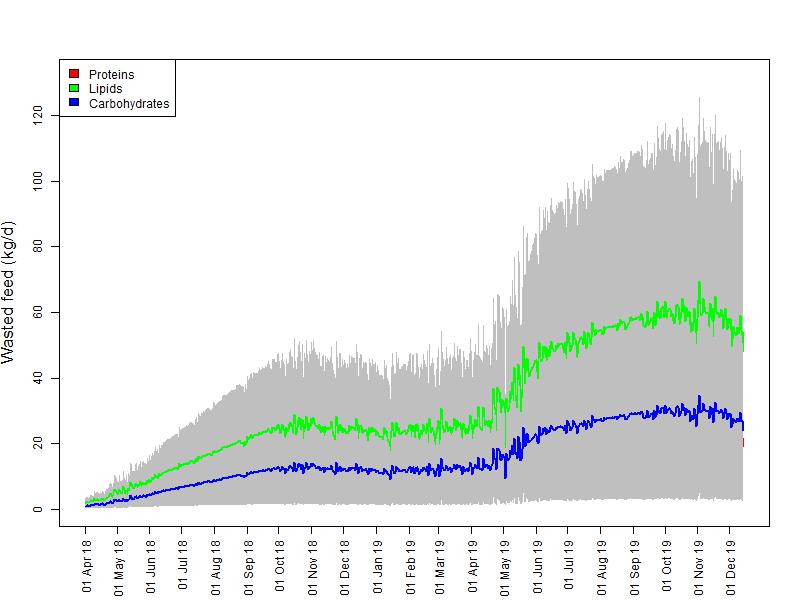 Proteins
Lipids
Carbohydrates
Wasted feed (kg/d)
120
100
80
60
40
20
0
01 Apr 18
01 May 18
01 Jun 18
01 Jul 18
01 Aug 18
01 Sep 18
01 Oct 18
01 Nov 18
01 Dec 18
01 Jan 19
01 Feb 19
01 Mar 19
01 Apr 19
01 May 19
01 Jun 19
01 Jul 19
01 Aug 19
01 Sep 19
01 Oct 19
01 Nov 19
01 Dec 19